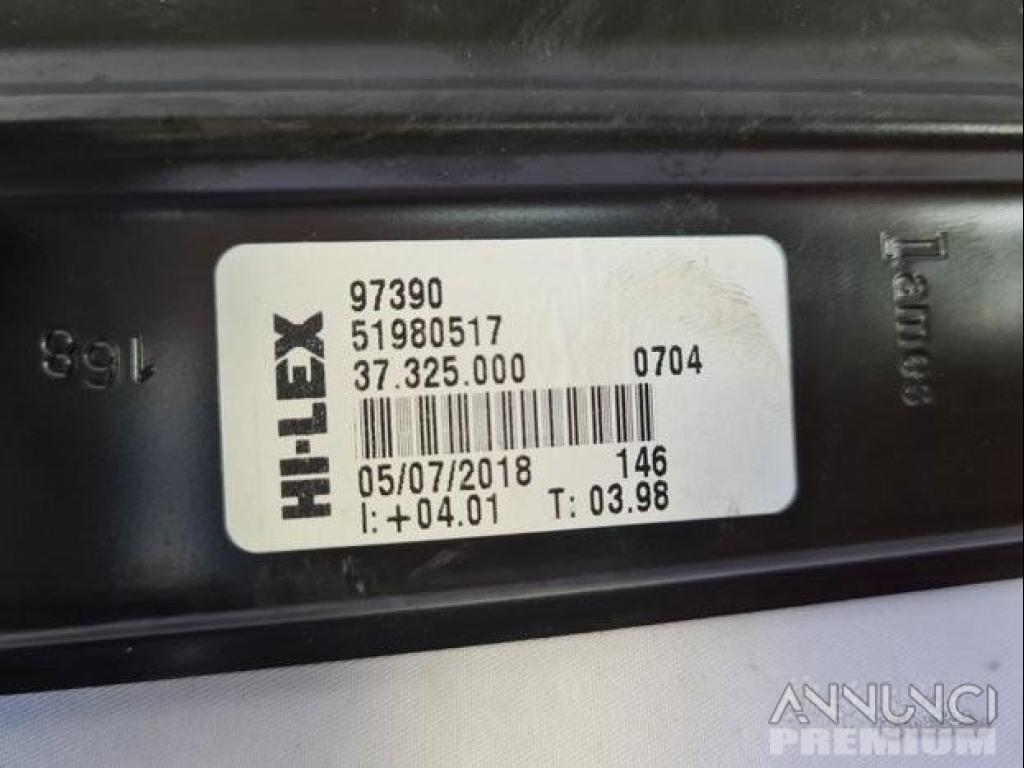 HI-LEX
97390
51980517
37.325.000 0704
05/07/2018 146
I: +04.01 T: 03.98
168
Lames
ANNUNCI
PREMIUM